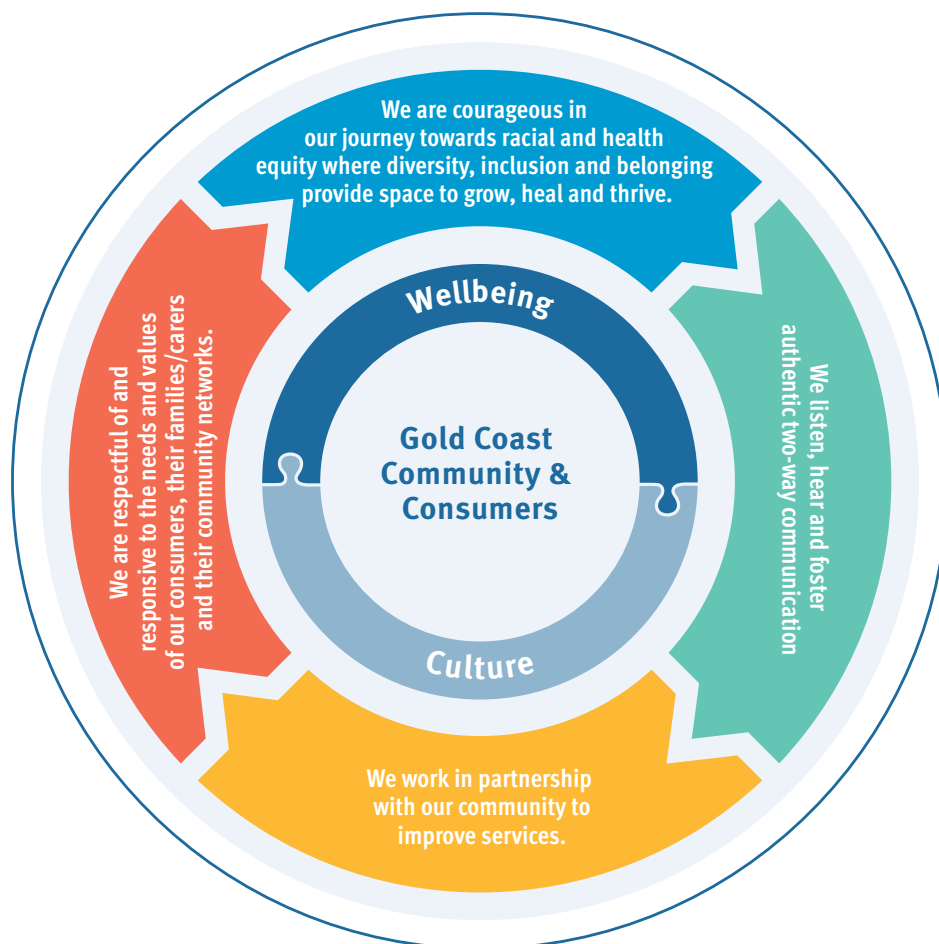 We are courageous in
our journey towards racial and health
equity where diversity, inclusion and belonging
provide space to grow, heal and thrive.
We listen, hear and foster
authentic two-way communication
We work in partnership
with our community to
improve services.
We are respectful of and
responsive to the needs and values
of our consumers, their families/carers
and their community networks.
Wellbeing
Gold Coast
Community &
Consumers
Culture